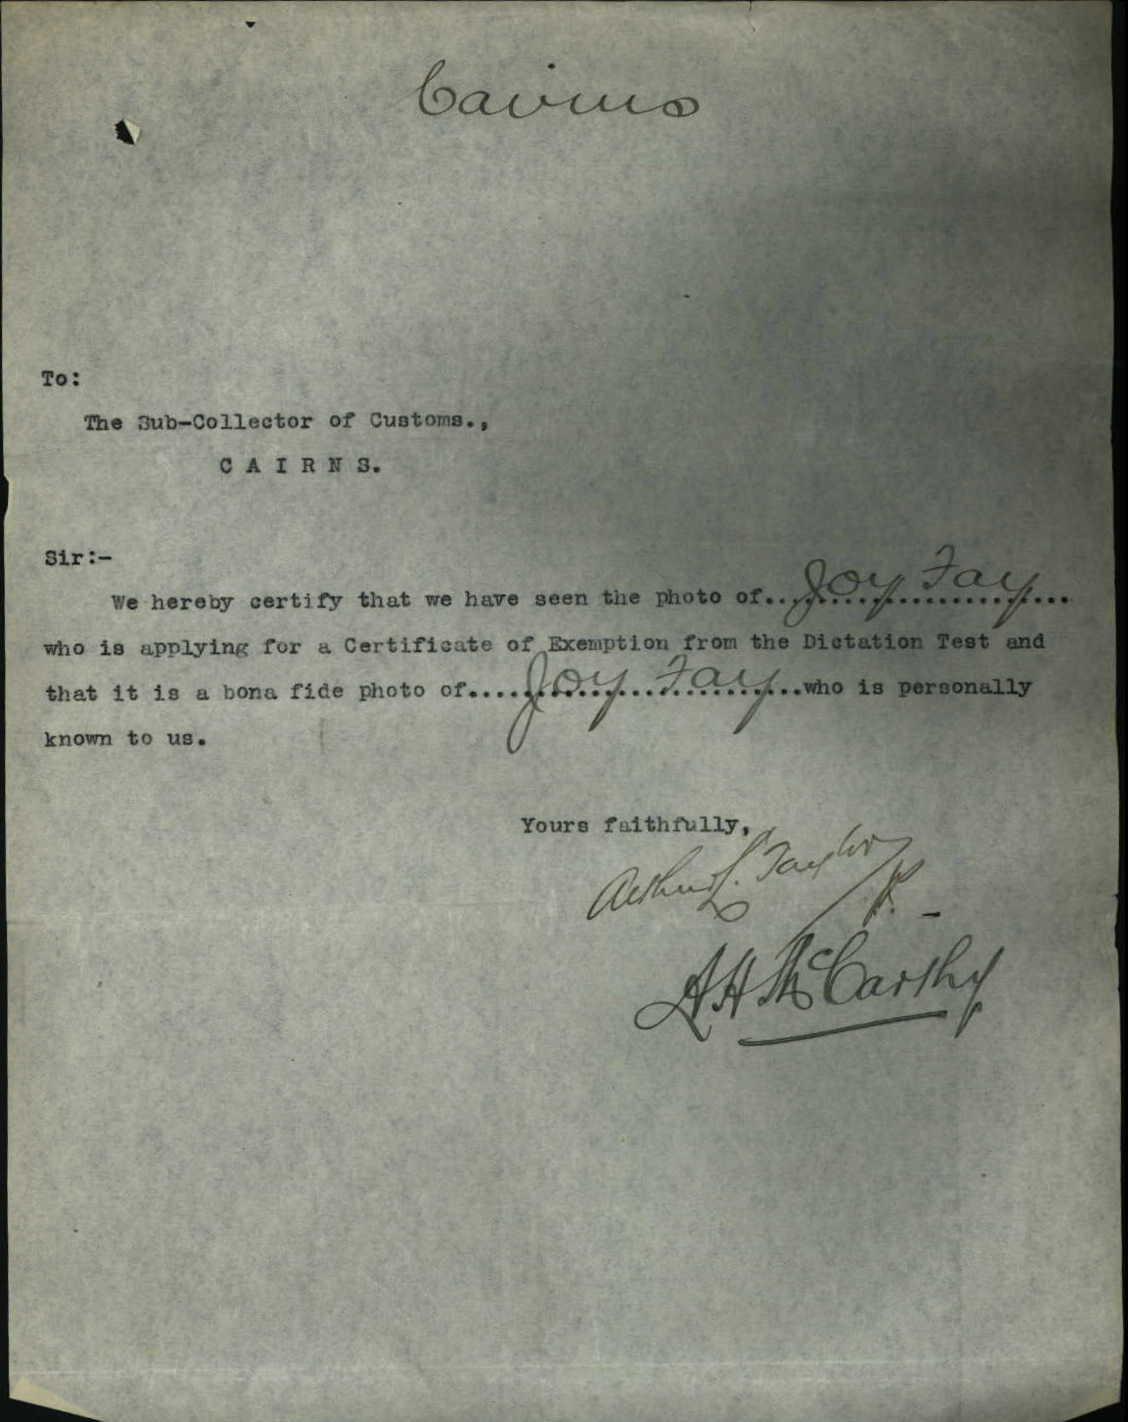 Cairns
To:
The Sub-Collector of Customs.,
C A I R N S.
Sir:-
We hereby certify that we have seen the photo of....Joy Fay....
who is applying for a Certificate of Exemption from the Dictation Test and
that it is a bona fide photo of....Joy Fay....who is personally
known to us.
Yours faithfully,
Arthur L. Taylor
A H McCarthy